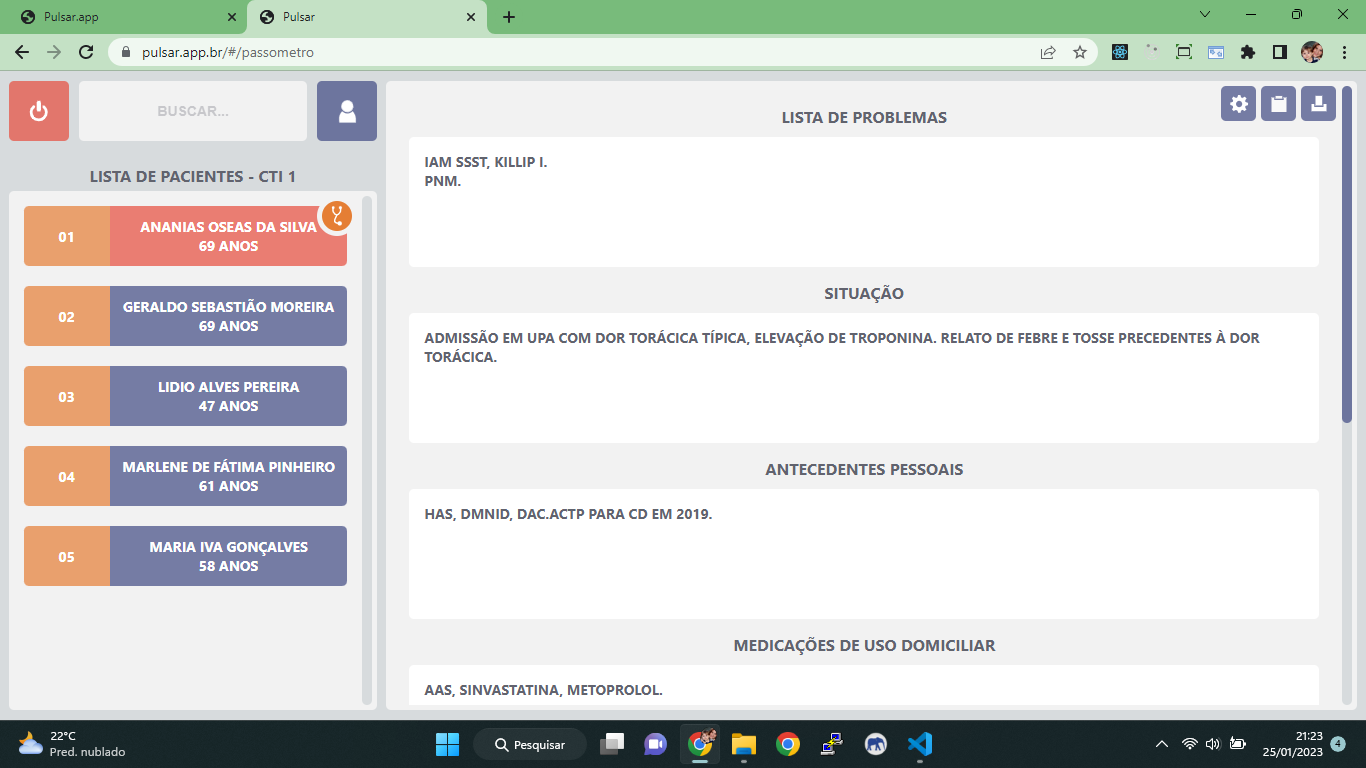 Pulsar.app
Pulsar
pulsar.app.br/#/passometro
BUSCAR...
LISTA DE PACIENTES - CTI 1
01
ANANIAS OSEAS DA SILVA
69 ANOS
02
GERALDO SEBASTIÃO MOREIRA
69 ANOS
03
LIDIO ALVES PEREIRA
47 ANOS
04
MARLENE DE FÁTIMA PINHEIRO
61 ANOS
05
MARIA IVA GONÇALVES
58 ANOS
LISTA DE PROBLEMAS
IAM SSST, KILLIP I.
PNM.
SITUAÇÃO
ADMISSÃO EM UPA COM DOR TORÁCICA TÍPICA, ELEVAÇÃO DE TROPONINA. RELATO DE FEBRE E TOSSE PRECEDENTES À DOR
TORÁCICA.
ANTECEDENTES PESSOAIS
HAS, DMNID, DAC.ACTP PARA CD EM 2019.
MEDICAÇÕES DE USO DOMICILIAR
AAS, SINVASTATINA, METOPROLOL.
22°C
Pred. nublado
Pesquisar
21:23
25/01/2023
4